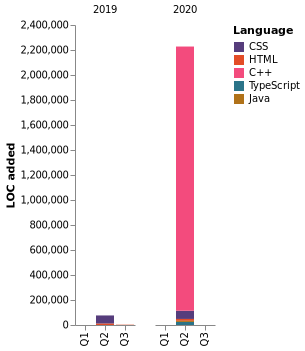 2019 2020
Language
CSS
HTML
C++
TypeScript
Java
LOC added
2,400,000
2,200,000
2,000,000
1,800,000
1,600,000
1,400,000
1,200,000
1,000,000
800,000
600,000
400,000
200,000
0
Q1 Q2 Q3 Q1 Q2 Q3